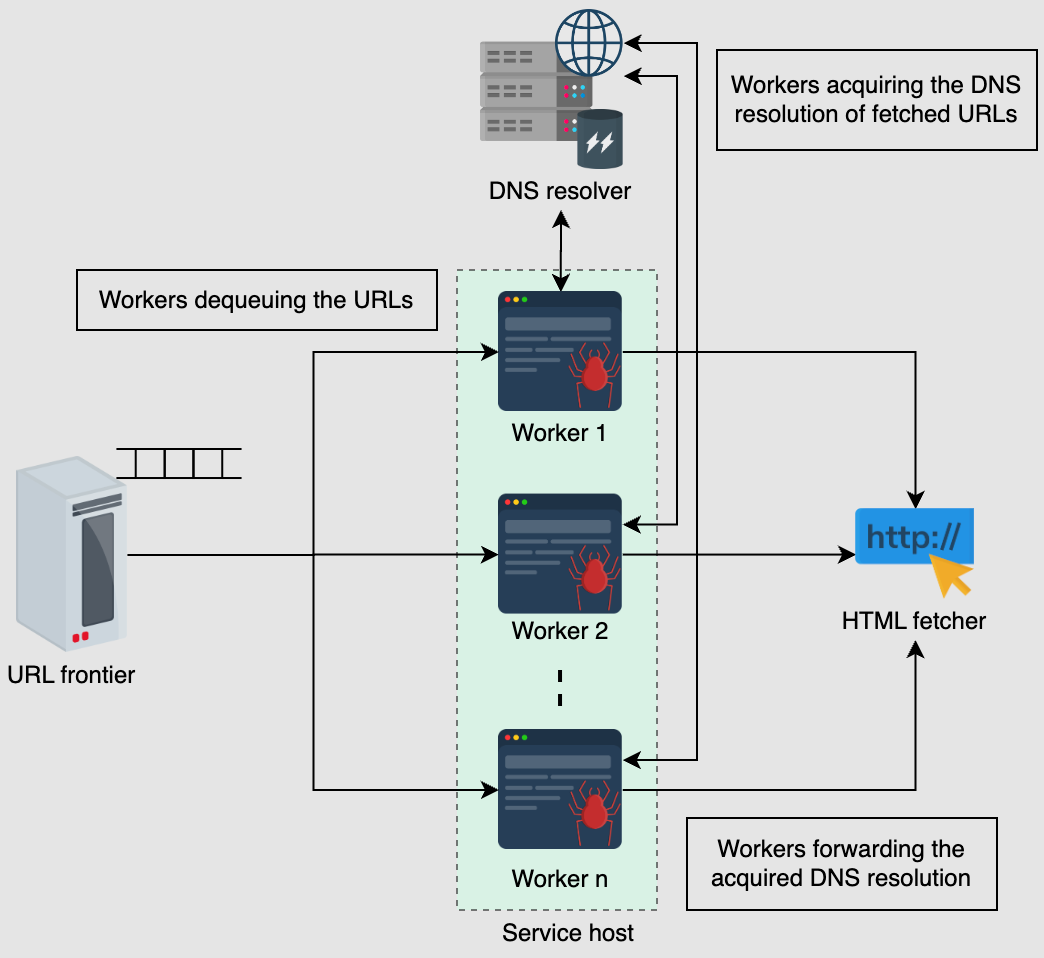 Workers acquiring the DNS
resolution of fetched URLs
DNS resolver
Workers dequeuing the URLs
Worker 1
http://
Worker 2
HTML fetcher
URL frontier
Workers forwarding the
acquired DNS resolution
Worker n
Service host